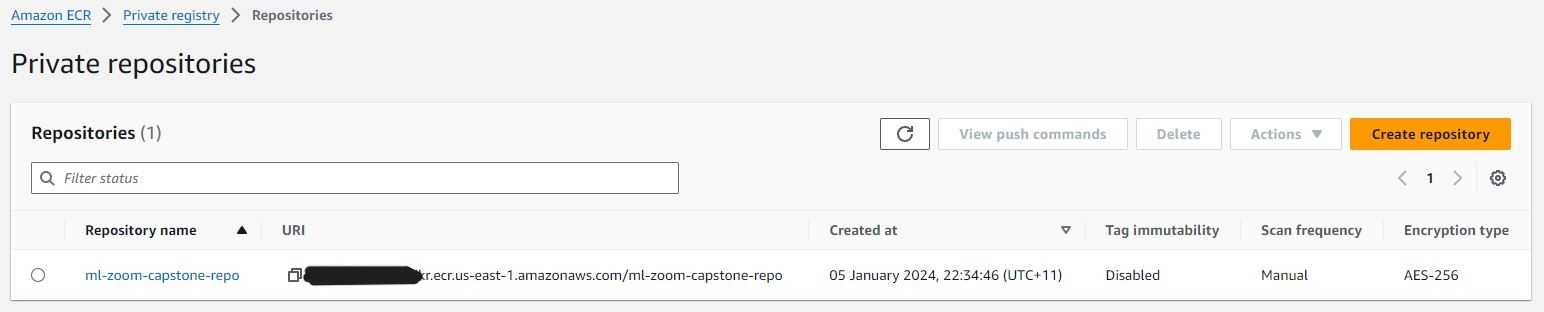 Amazon ECR > Private registry > Repositories
Private repositories
Repositories (1)
View push commands
Delete
Actions
Create repository
Filter status
1
Repository name URI Created at Tag immutability Scan frequency Encryption type
ml-zoom-capstone-repo kr.ecr.us-east-1.amazonaws.com/ml-zoom-capstone-repo 05 January 2024, 22:34:46 (UTC+11) Disabled Manual AES-256